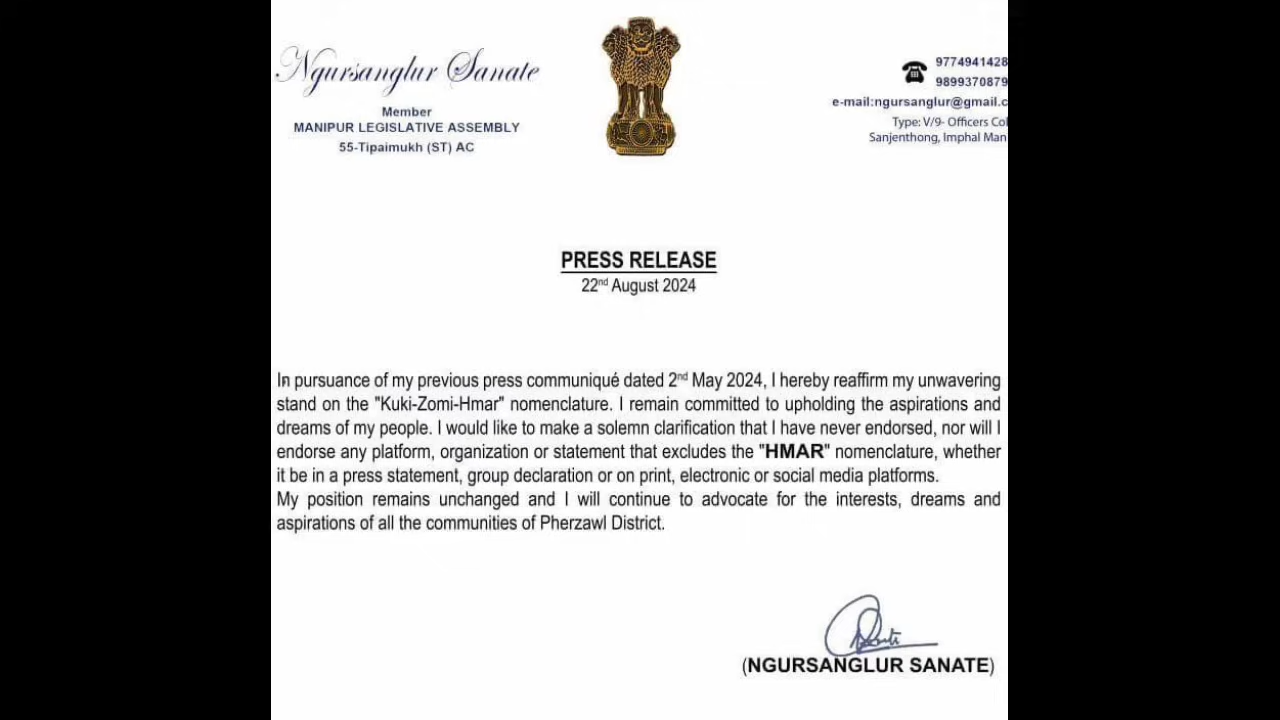 Ngursanglur Sanate
Member
MANIPUR LEGISLATIVE ASSEMBLY
55-Tipaimukh (ST) AC
9774941428
9899370879
e-mail:ngursanglur@gmail.c
Type: V/9- Officers Col
Sanjenthong, Imphal Man
PRESS RELEASE
22nd August 2024
In pursuance of my previous press communiqué dated 2nd May 2024, I hereby reaffirm my unwavering
stand on the "Kuki-Zomi-Hmar" nomenclature. I remain committed to upholding the aspirations and
dreams of my people. I would like to make a solemn clarification that I have never endorsed, nor will I
endorse any platform, organization or statement that excludes the "HMAR" nomenclature, whether
it be in a press statement, group declaration or on print, electronic or social media platforms.
My position remains unchanged and I will continue to advocate for the interests, dreams and
aspirations of all the communities of Pherzawl District.
(NGURSANGLUR SANATE)